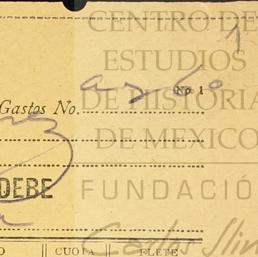 CENTRO DE
ESTUDIOS
Gastos No. No. 1
DE HISTORIA
DE MEXICO
DEBE
FUNDACIÓN
Carlos Slim
O CUOTA FLETE